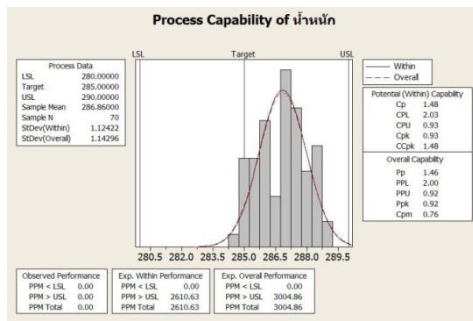 Process Capability of น้ำหนัก
LSL Target USL
Process Data
LSL 280.00000
Target 285.00000
USL 290.00000
Sample Mean 286.86000
Sample N 70
StDev(Within) 1.12422
StDev(Overall) 1.14296
Within
Overall
Potential (Within) Capability
Cp 1.48
CPL 2.03
CPU 0.93
Cpk 0.93
CCpk 1.48
Overall Capability
Pp 1.46
PPL 2.00
PPU 0.92
Ppk 0.92
Cpm 0.76
280.5 282.0 283.5 285.0 286.5 288.0 289.5
Observed Performance
PPM < LSL 0.00
PPM > USL 0.00
PPM Total 0.00
Exp. Within Performance
PPM < LSL 0.00
PPM > USL 2610.63
PPM Total 2610.63
Exp. Overall Performance
PPM < LSL 0.00
PPM > USL 3004.86
PPM Total 3004.86